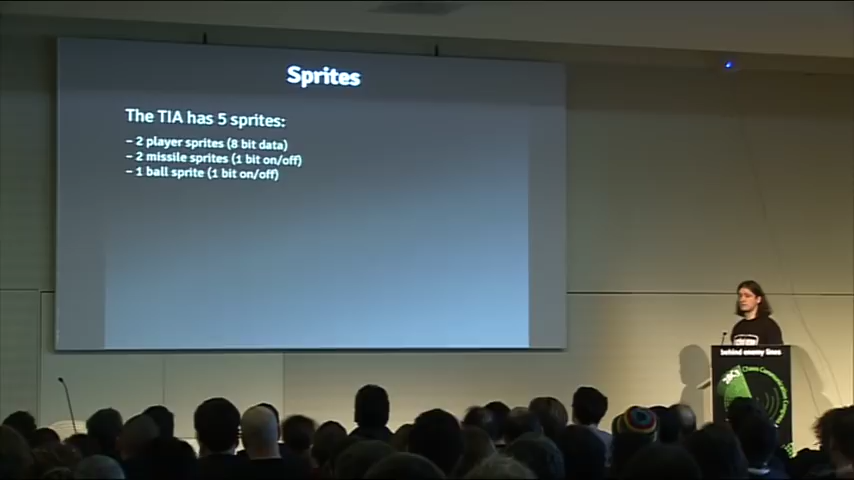 Sprites
The TIA has 5 sprites:
– 2 player sprites (8 bit data)
– 2 missile sprites (1 bit on/off)
– 1 ball sprite (1 bit on/off)
behind enemy lines